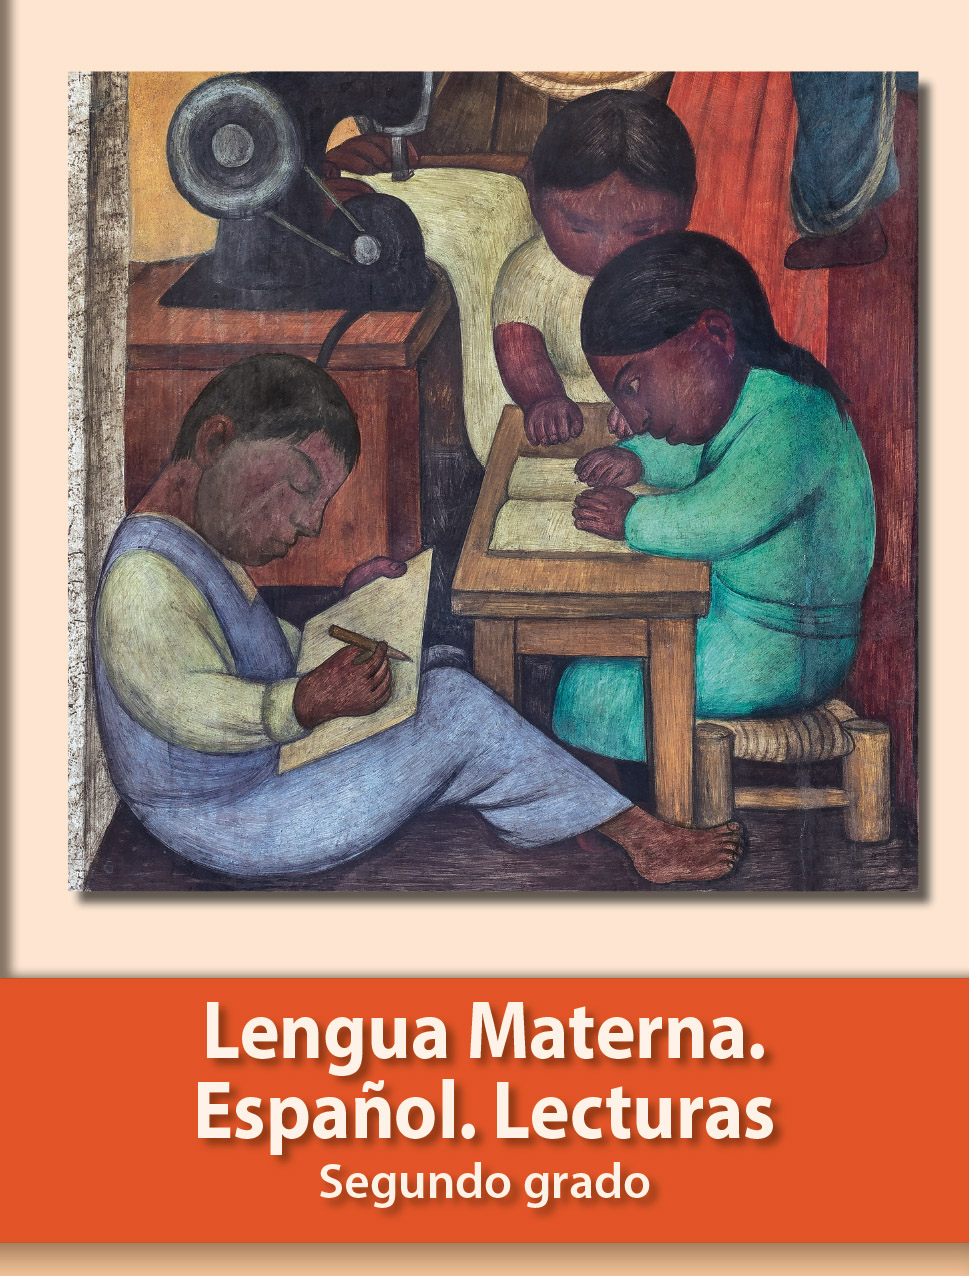 Lengua Materna.
Español. Lecturas
Segundo grado